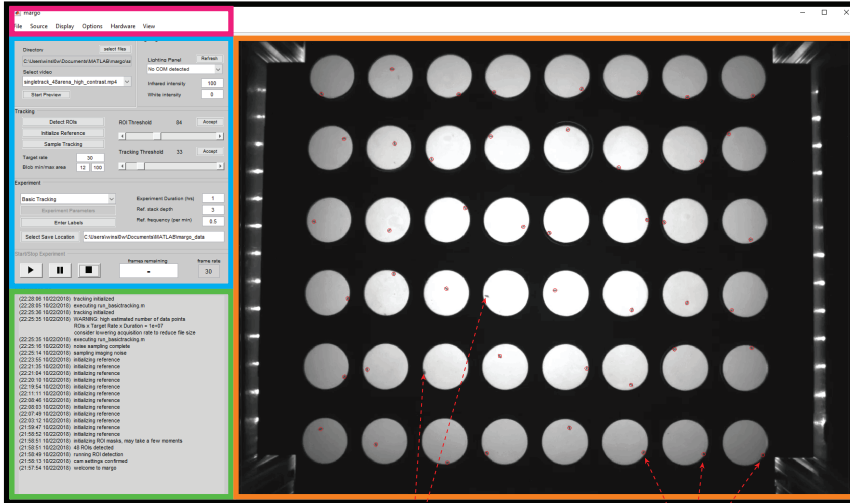 margo
File Source Display Options Hardware View
Directory
select files
C:\Users\winsl0w\Documents\MATLAB\margo\
Select video
singletrack_48arena_high_contrast.mp4
Start Preview
Lighting Panel Refresh
No COM detected
Infrared intensity 100
White intensity 0
Tracking
Detect ROIs
Initialize Reference
Sample Tracking
Target rate 30
Blob min/max area 12 100
ROI Threshold 84 Accept
Tracking Threshold 33 Accept
Experiment
Basic Tracking
Experiment Parameters
Enter Labels
Experiment Duration (hrs) 1
Ref. stack depth 3
Ref. frequency (per min) 0.5
Select Save Location C:\Users\winsl0w\Documents\MATLAB\margo_data
Start/Stop Experiment
frames remaining frame rate
- 30
(22:28:06 10/22/2018) tracking initialized
(22:28:05 10/22/2018) executing run_basictracking.m
(22:25:36 10/22/2018) tracking initialized
(22:25:35 10/22/2018) WARNING: high estimated number of data points
ROIs x Target Rate x Duration = 1e+07
consider lowering acquisition rate to reduce file size
(22:25:35 10/22/2018) executing run_basictracking.m
(22:25:16 10/22/2018) noise sampling complete
(22:25:14 10/22/2018) sampling imaging noise
(22:23:55 10/22/2018) initializing reference
(22:21:35 10/22/2018) initializing reference
(22:21:04 10/22/2018) initializing reference
(22:20:10 10/22/2018) initializing reference
(22:19:54 10/22/2018) initializing reference
(22:11:11 10/22/2018) initializing reference
(22:08:46 10/22/2018) initializing reference
(22:08:03 10/22/2018) initializing reference
(22:07:49 10/22/2018) initializing reference
(22:03:12 10/22/2018) initializing reference
(21:59:47 10/22/2018) initializing reference
(21:58:52 10/22/2018) initializing reference
(21:58:51 10/22/2018) initializing ROI masks, may take a few moments
(21:58:51 10/22/2018) 48 ROIs detected
(21:58:49 10/22/2018) running ROI detection
(21:58:13 10/22/2018) cam settings confirmed
(21:57:54 10/22/2018) welcome to margo